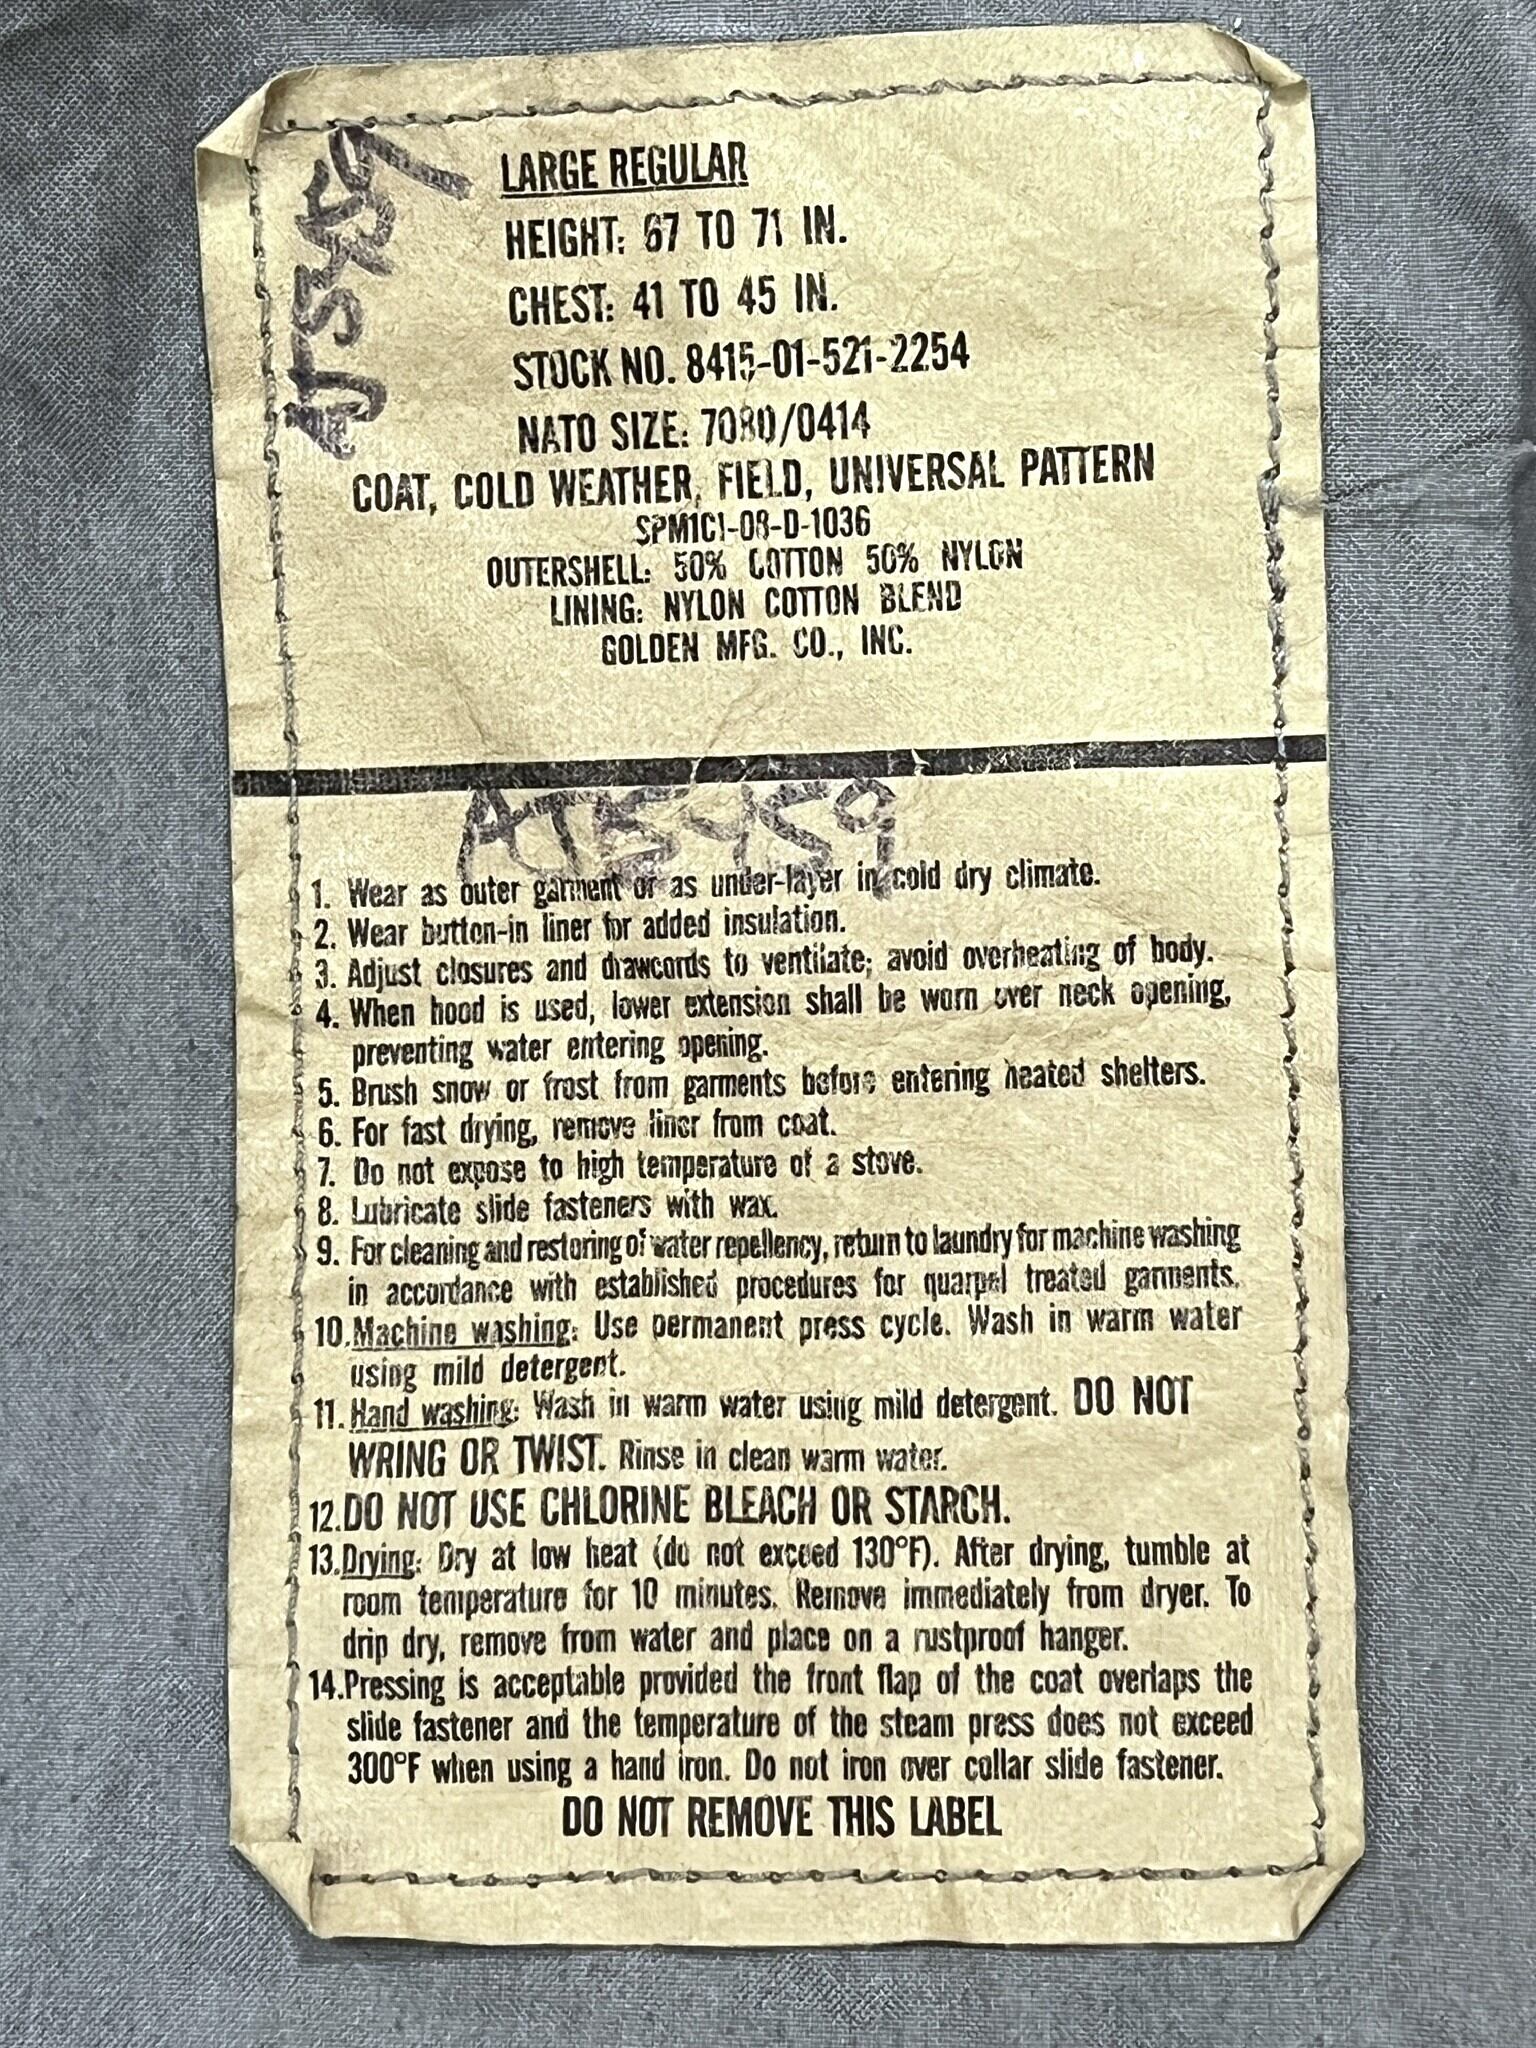 LARGE REGULAR
HEIGHT: 67 TO 71 IN.
CHEST: 41 TO 45 IN.
STOCK NO. 8415-01-521-2254
NATO SIZE: 7080/0414
COAT, COLD WEATHER, FIELD, UNIVERSAL PATTERN
SPM1C1-08-D-1036
OUTERSHELL: 50% COTTON 50% NYLON
LINING: NYLON COTTON BLEND
GOLDEN MFG. CO., INC.
1. Wear as outer garment or as under-layer in cold dry climate.
2. Wear button-in liner for added insulation.
3. Adjust closures and drawcords to ventilate; avoid overheating of body.
4. When hood is used, lower extension shall be worn over neck opening,
preventing water entering opening.
5. Brush snow or frost from garments before entering heated shelters.
6. For fast drying, remove liner from coat.
7. Do not expose to high temperature of a stove.
8. Lubricate slide fasteners with wax.
9. For cleaning and restoring of water repellency, return to laundry for machine washing
in accordance with established procedures for quarpel treated garments.
10. Machine washing: Use permanent press cycle. Wash in warm water
using mild detergent.
11. Hand washing: Wash in warm water using mild detergent. DO NOT
WRING OR TWIST. Rinse in clean warm water.
12. DO NOT USE CHLORINE BLEACH OR STARCH.
13. Drying: Dry at low heat (do not exceed 130°F). After drying, tumble at
room temperature for 10 minutes. Remove immediately from dryer. To
drip dry, remove from water and place on a rustproof hanger.
14. Pressing is acceptable provided the front flap of the coat overlaps the
slide fastener and the temperature of the steam press does not exceed
300°F when using a hand iron. Do not iron over collar slide fastener.
DO NOT REMOVE THIS LABEL